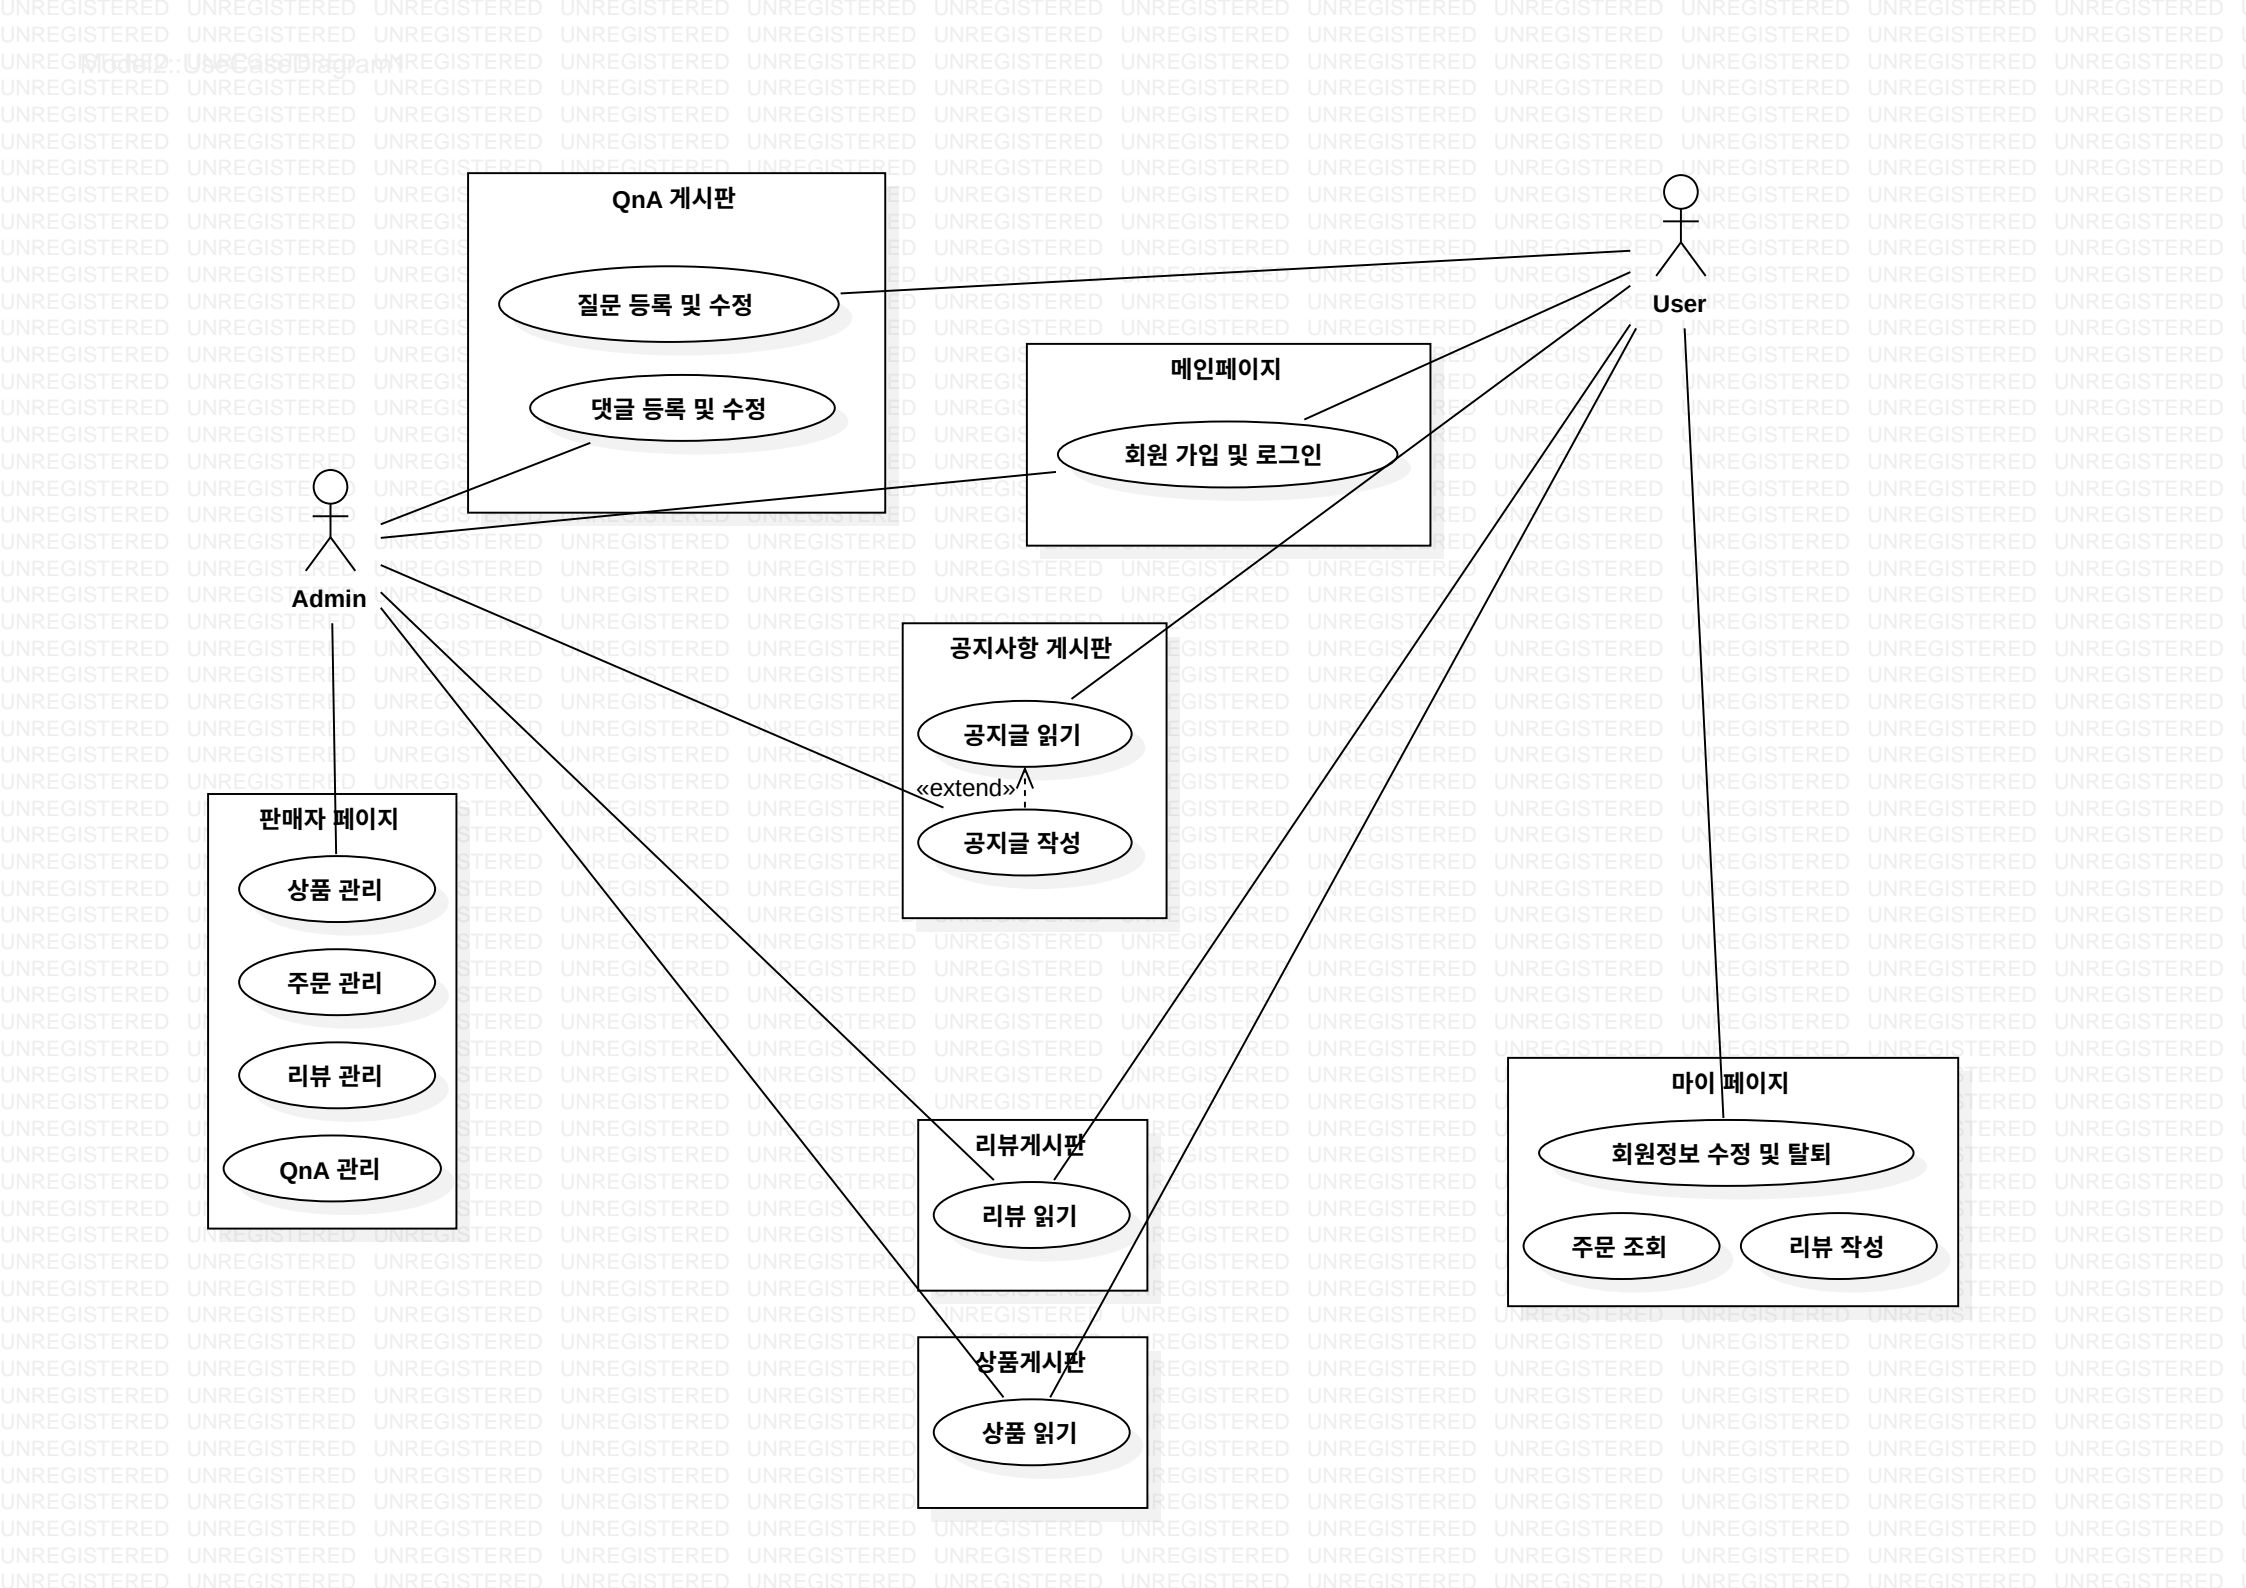 Model2::UseCaseDiagram1
QnA 게시판
질문 등록 및 수정
댓글 등록 및 수정
User
메인페이지
회원 가입 및 로그인
Admin
공지사항 게시판
공지글 읽기
«extend»
공지글 작성
판매자 페이지
상품 관리
주문 관리
리뷰 관리
QnA 관리
리뷰게시판
리뷰 읽기
마이 페이지
회원정보 수정 및 탈퇴
주문 조회
리뷰 작성
상품게시판
상품 읽기
UNREGISTERED